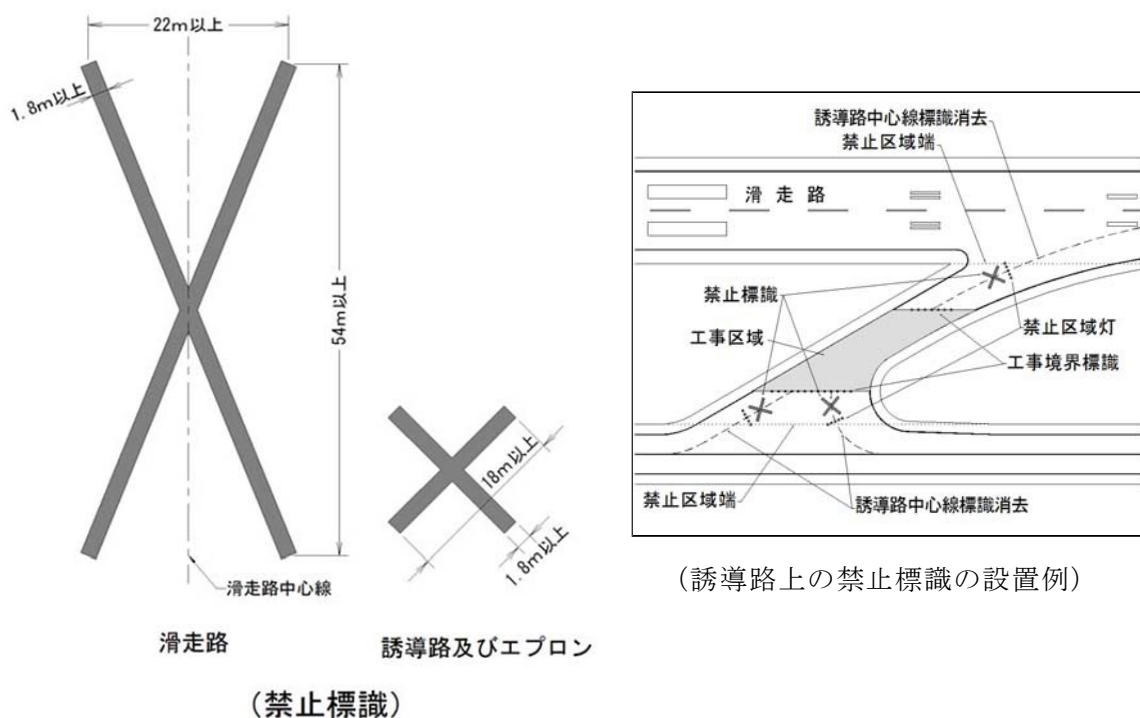 22m以上
1.8m以上
54m以上
滑走路中心線
滑走路
18m以上
1.8m以上
誘導路及びエプロン
(禁止標識)
誘導路中心線標識消去
禁止区域端
滑走路
禁止標識
工事区域
禁止区域灯
工事境界標識
禁止区域端
誘導路中心線標識消去
(誘導路上の禁止標識の設置例)